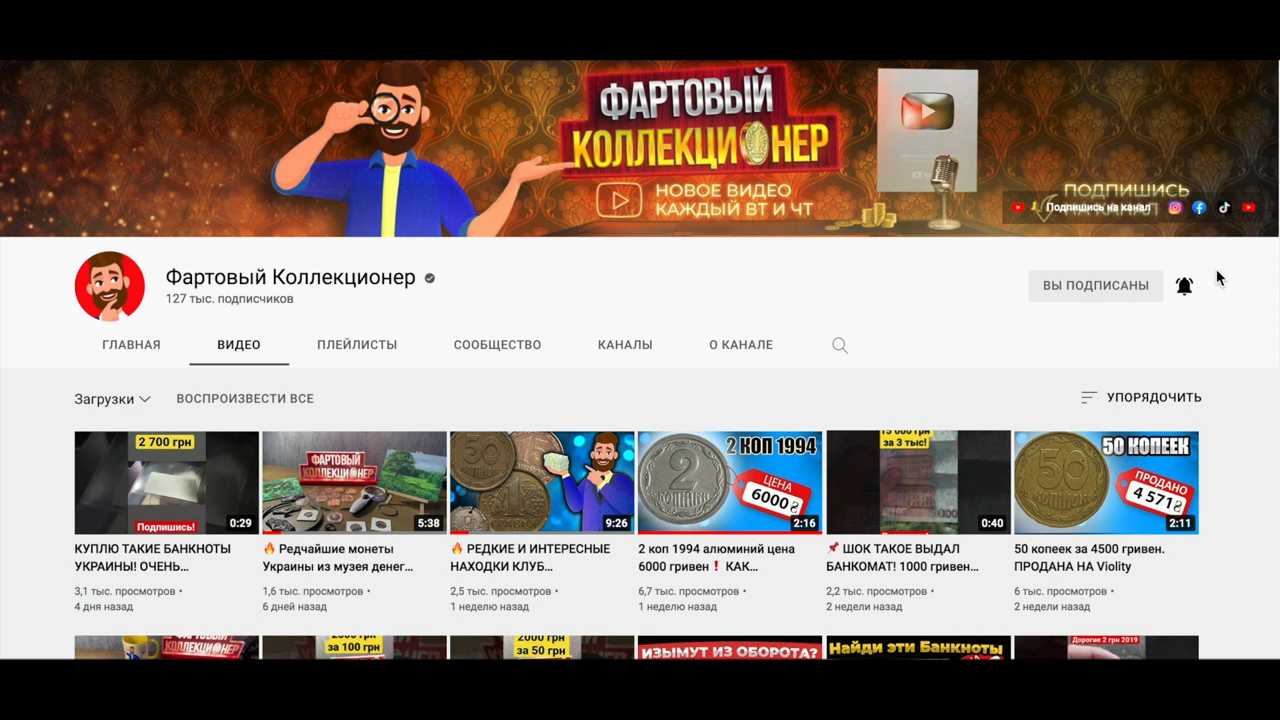 ФАРТОВЫЙ
КОЛЛЕКЦИОНЕР
НОВОЕ ВИДЕО
КАЖДЫЙ ВТ И ЧТ
ПОДПИШИСЬ
Подпишись на канал
Фартовый Коллекционер
127 тыс. подписчиков
ВЫ ПОДПИСАНЫ
ГЛАВНАЯ
ВИДЕО
ПЛЕЙЛИСТЫ
СООБЩЕСТВО
КАНАЛЫ
О КАНАЛЕ
Загрузки
ВОСПРОИЗВЕСТИ ВСЕ
УПОРЯДОЧИТЬ
2 700 грн
Подпишись!
0:29
КУПЛЮ ТАКИЕ БАНКНОТЫ
УКРАИНЫ! ОЧЕНЬ...
3,1 тыс. просмотров •
4 дня назад
ФАРТОВЫЙ
КОЛЛЕКЦИОНЕР
5:38
🔥 Редчайшие монеты
Украины из музея денег...
1,6 тыс. просмотров •
6 дней назад
50
9:26
🔥 РЕДКИЕ И ИНТЕРЕСНЫЕ
НАХОДКИ КЛУБ...
2,5 тыс. просмотров •
1 неделю назад
2 КОП 1994
2
КОПІЙКИ
ЦЕНА
6000₴
2:16
2 коп 1994 алюминий цена
6000 гривен❗ КАК...
6,7 тыс. просмотров •
1 неделю назад
15 000 грн
за 3 тыс!
0:40
📌 ШОК ТАКОЕ ВЫДАЛ
БАНКОМАТ! 1000 гривен...
2,2 тыс. просмотров •
2 недели назад
50 КОПЕЕК
50
ПРОДАНО
4 571₴
2:11
50 копеек за 4500 гривен.
ПРОДАНА НА Violity
6 тыс. просмотров •
2 недели назад
КОЛЛЕКЦИОНЕР
за 100 грн
2000 грн
за 50 грн
ИЗЫМУТ ИЗ ОБОРОТА?
Найди эти Банкноты
Дорогие 2 грн 2019